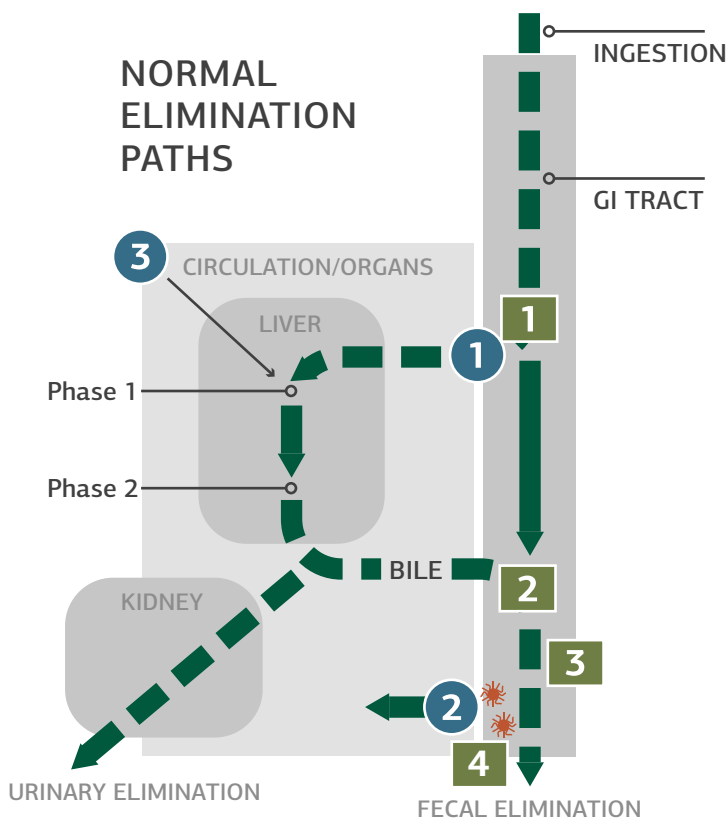 NORMAL
ELIMINATION
PATHS
INGESTION
GI TRACT
3
CIRCULATION/ORGANS
LIVER
1
1
Phase 1
Phase 2
BILE
2
KIDNEY
3
2
4
URINARY ELIMINATION
FECAL ELIMINATION